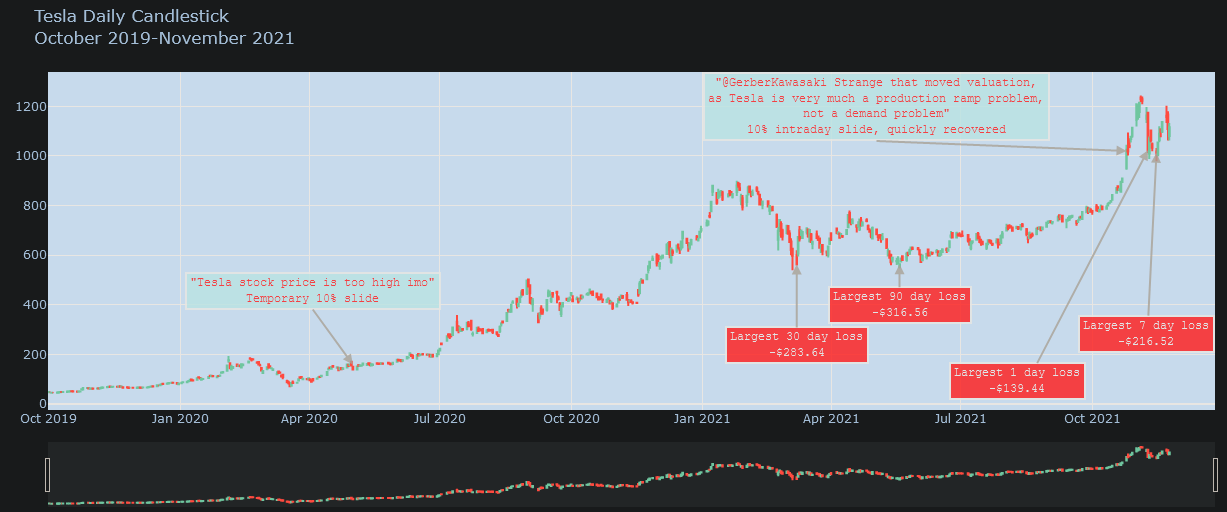 Tesla Daily Candlestick
October 2019-November 2021
"@GerberKawasaki Strange that moved valuation,
as Tesla is very much a production ramp problem,
not a demand problem"
10% intraday slide, quickly recovered
1200
1000
800
600
400
200
0
"Tesla stock price is too high imo"
Temporary 10% slide
Largest 90 day loss
-$316.56
Largest 7 day loss
-$216.52
Largest 30 day loss
-$283.64
Largest 1 day loss
-$139.44
Oct 2019
Jan 2020
Apr 2020
Jul 2020
Oct 2020
Jan 2021
Apr 2021
Jul 2021
Oct 2021